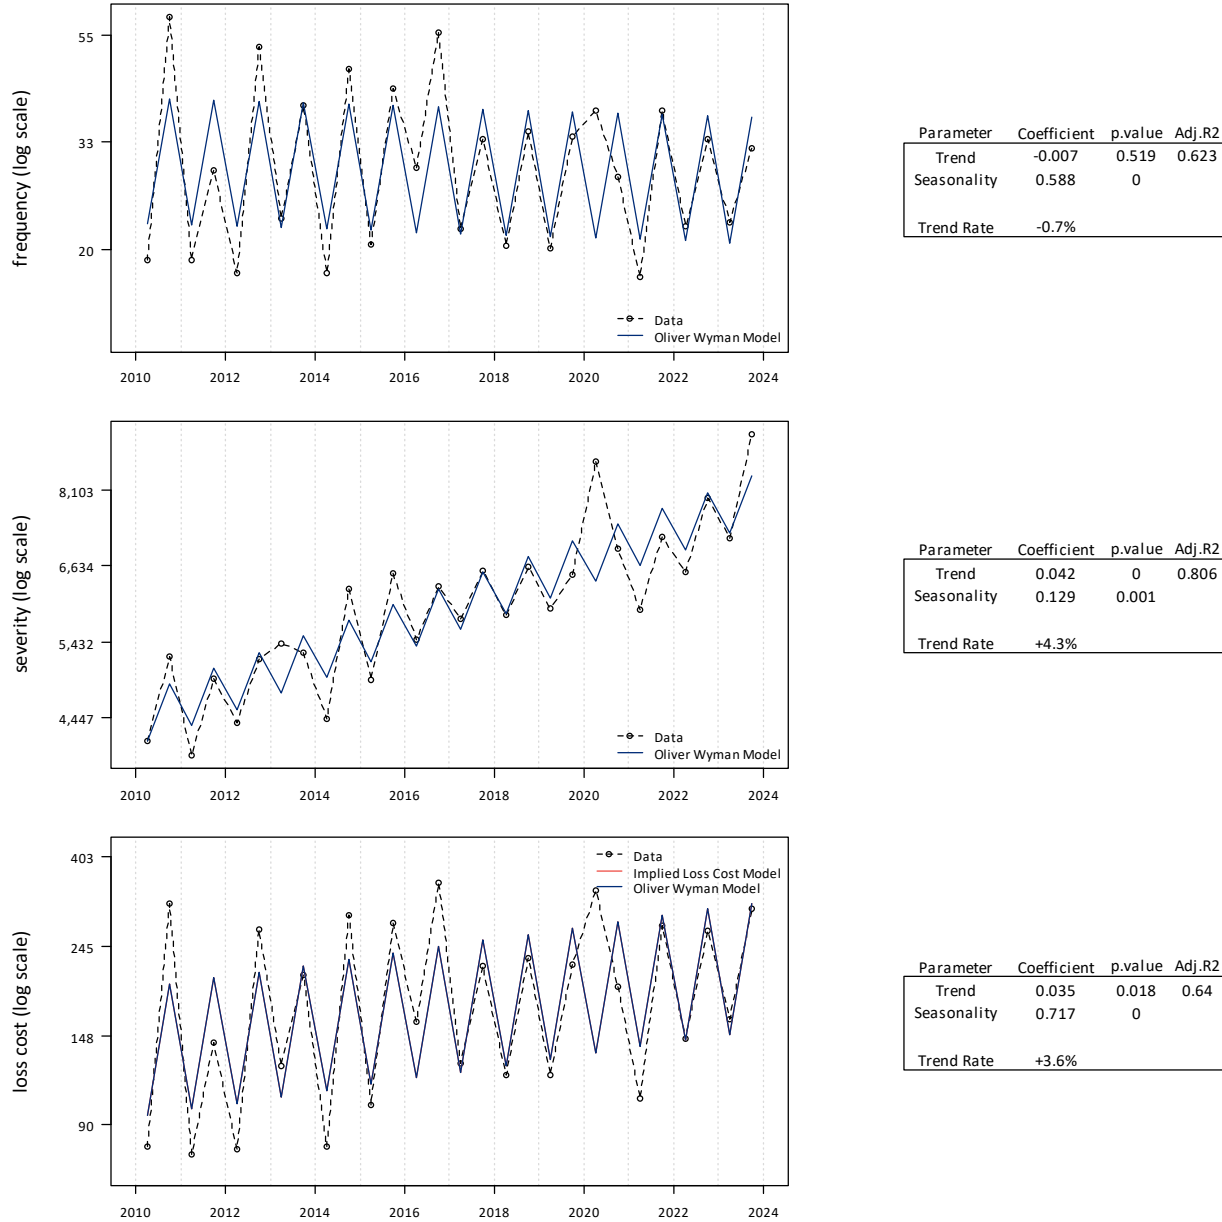 frequency (log scale)
55
33
20
Data
Oliver Wyman Model
2010 2012 2014 2016 2018 2020 2022 2024
Parameter Coefficient p.value Adj.R2
Trend -0.007 0.519 0.623
Seasonality 0.588 0
Trend Rate -0.7%
severity (log scale)
8,103
6,634
5,432
4,447
Data
Oliver Wyman Model
2010 2012 2014 2016 2018 2020 2022 2024
Parameter Coefficient p.value Adj.R2
Trend 0.042 0 0.806
Seasonality 0.129 0.001
Trend Rate +4.3%
loss cost (log scale)
403
245
148
90
Data
Implied Loss Cost Model
Oliver Wyman Model
2010 2012 2014 2016 2018 2020 2022 2024
Parameter Coefficient p.value Adj.R2
Trend 0.035 0.018 0.64
Seasonality 0.717 0
Trend Rate +3.6%